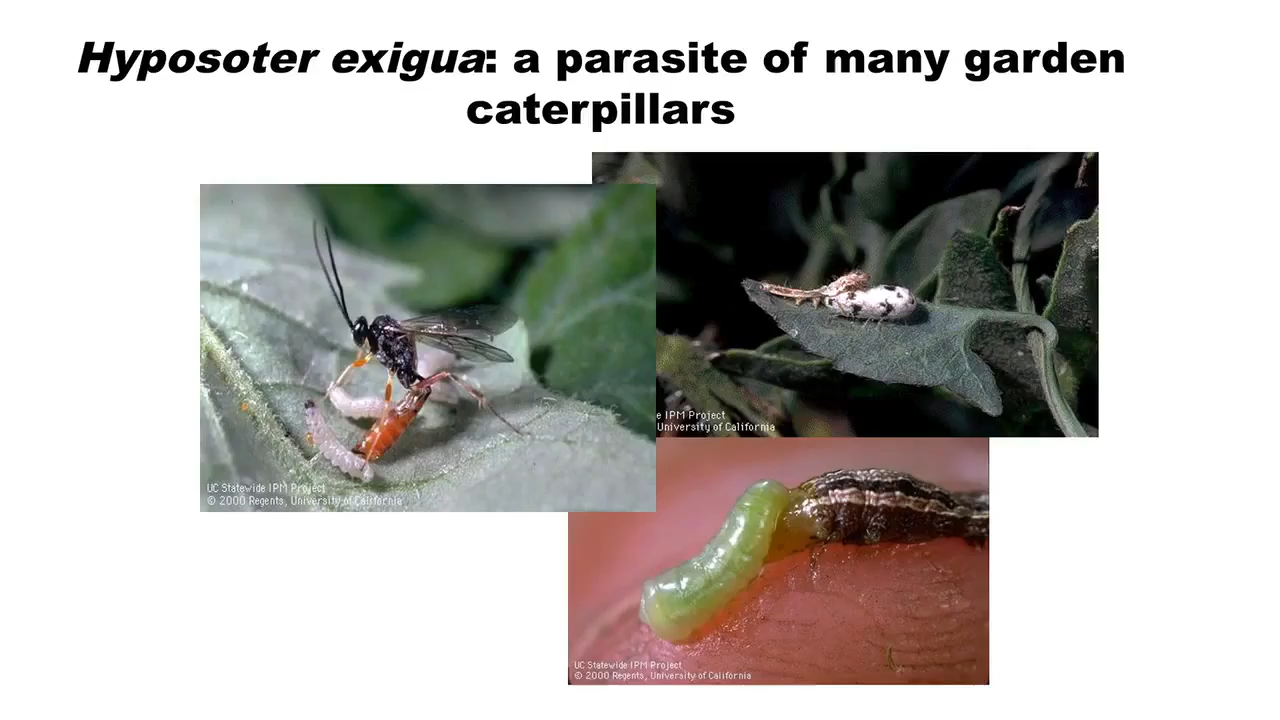 Hyposoter exigua: a parasite of many garden
caterpillars
e IPM Project
University of California
UC Statewide IPM Project
© 2000 Regents, University of California
UC Statewide IPM Project
© 2000 Regents, University of California